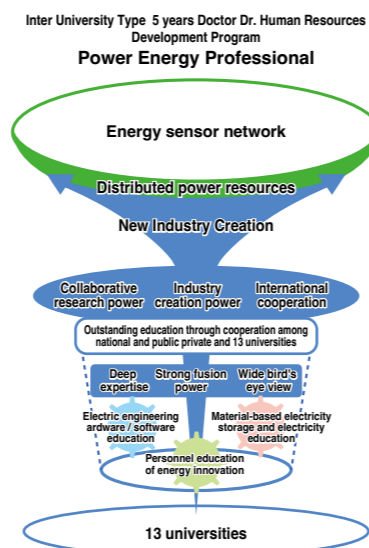 Inter University Type 5 years Doctor Dr. Human Resources
Development Program
Power Energy Professional
Energy sensor network
Distributed power resources
New Industry Creation
Collaborative
research power
Industry
creation power
International
cooperation
Outstanding education through cooperation among
national and public private and 13 universities
Deep
expertise
Strong fusion
power
Wide bird's
eye view
Electric engineering
ardware / software
education
Material-based electricity
storage and electricity
education
Personnel education
of energy innovation
13 universities